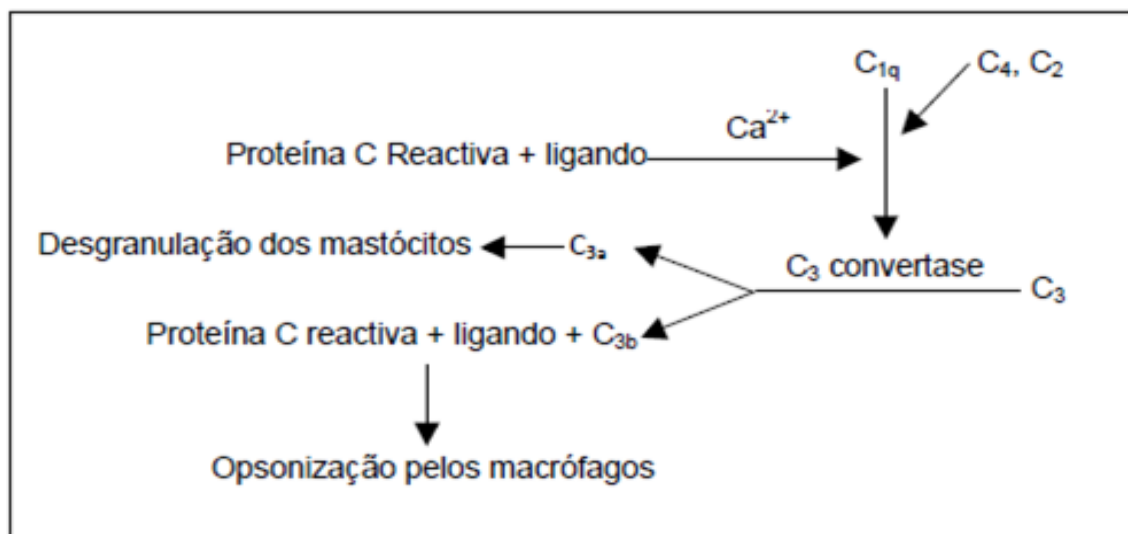 C1q C4, C2
Ca2+
Proteína C Reactiva + ligando
Desgranulação dos mastócitos C3a
C3 convertase
C3
Proteína C reactiva + ligando + C3b
Opsonização pelos macrófagos